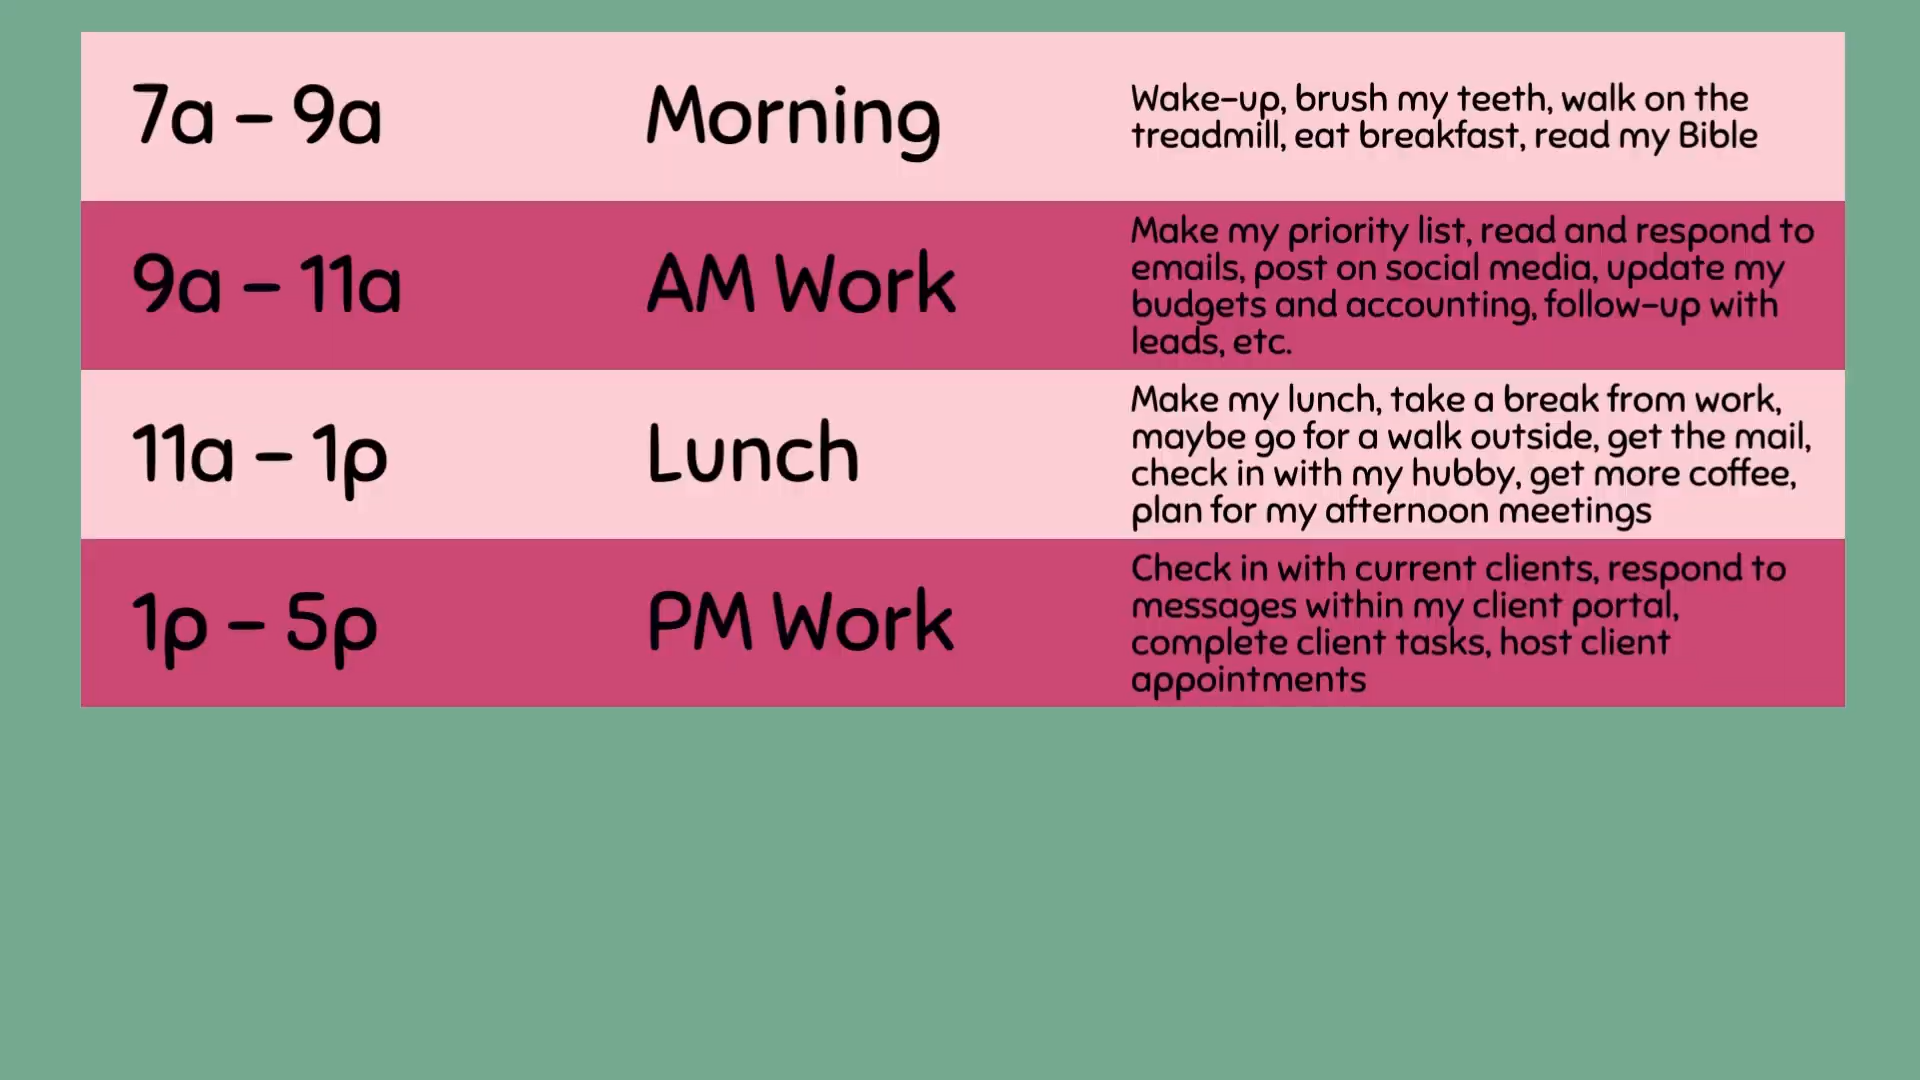 7a – 9a
Morning
Wake-up, brush my teeth, walk on the
treadmill, eat breakfast, read my Bible
9a – 11a
AM Work
Make my priority list, read and respond to
emails, post on social media, update my
budgets and accounting, follow-up with
leads, etc.
11a – 1p
Lunch
Make my lunch, take a break from work,
maybe go for a walk outside, get the mail,
check in with my hubby, get more coffee,
plan for my afternoon meetings
1p – 5p
PM Work
Check in with current clients, respond to
messages within my client portal,
complete client tasks, host client
appointments